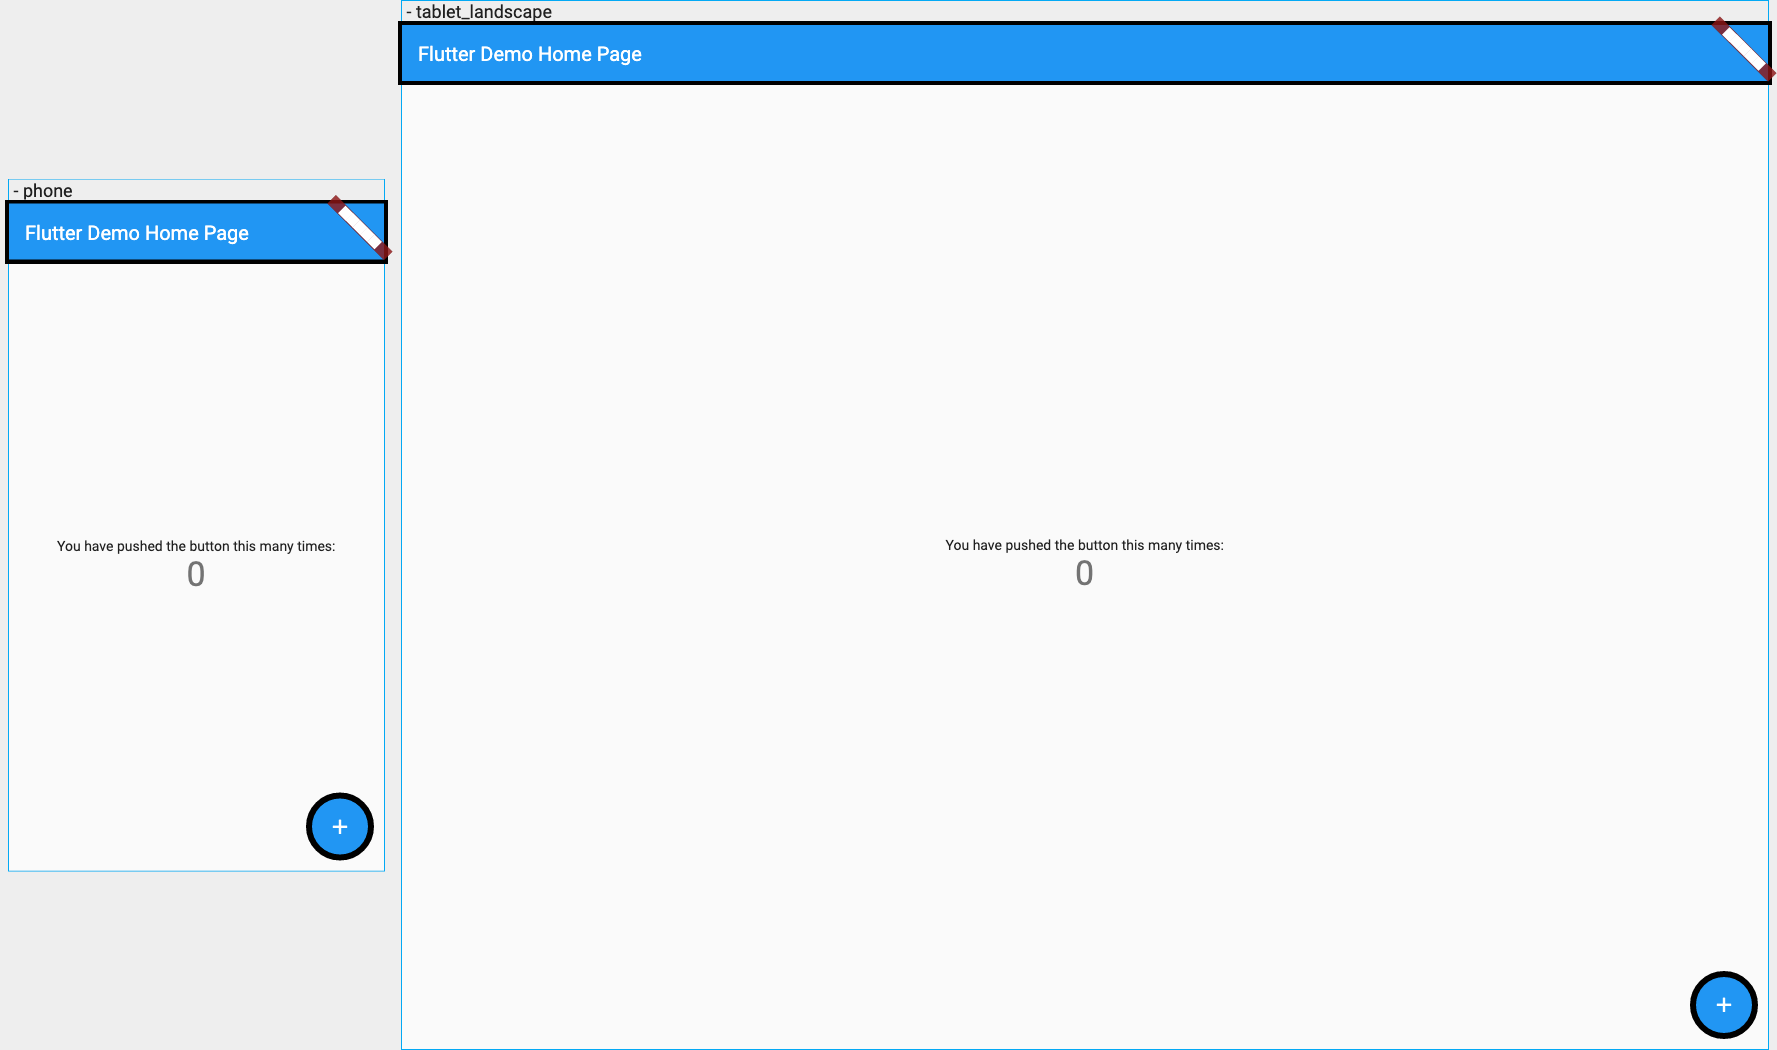 - phone
Flutter Demo Home Page
You have pushed the button this many times:
0
+
- tablet_landscape
Flutter Demo Home Page
You have pushed the button this many times:
0
+